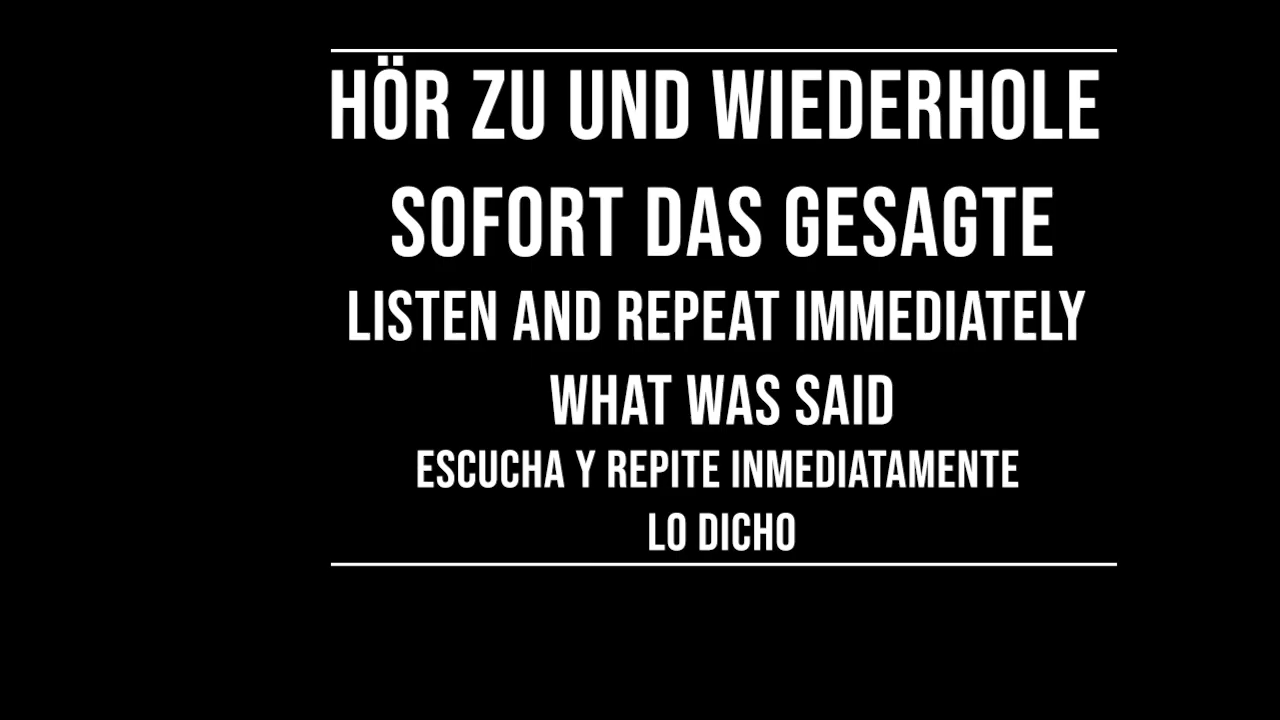 HÖR ZU UND WIEDERHOLE
SOFORT DAS GESAGTE
LISTEN AND REPEAT IMMEDIATELY
WHAT WAS SAID
ESCUCHA Y REPITE INMEDIATAMENTE
LO DICHO